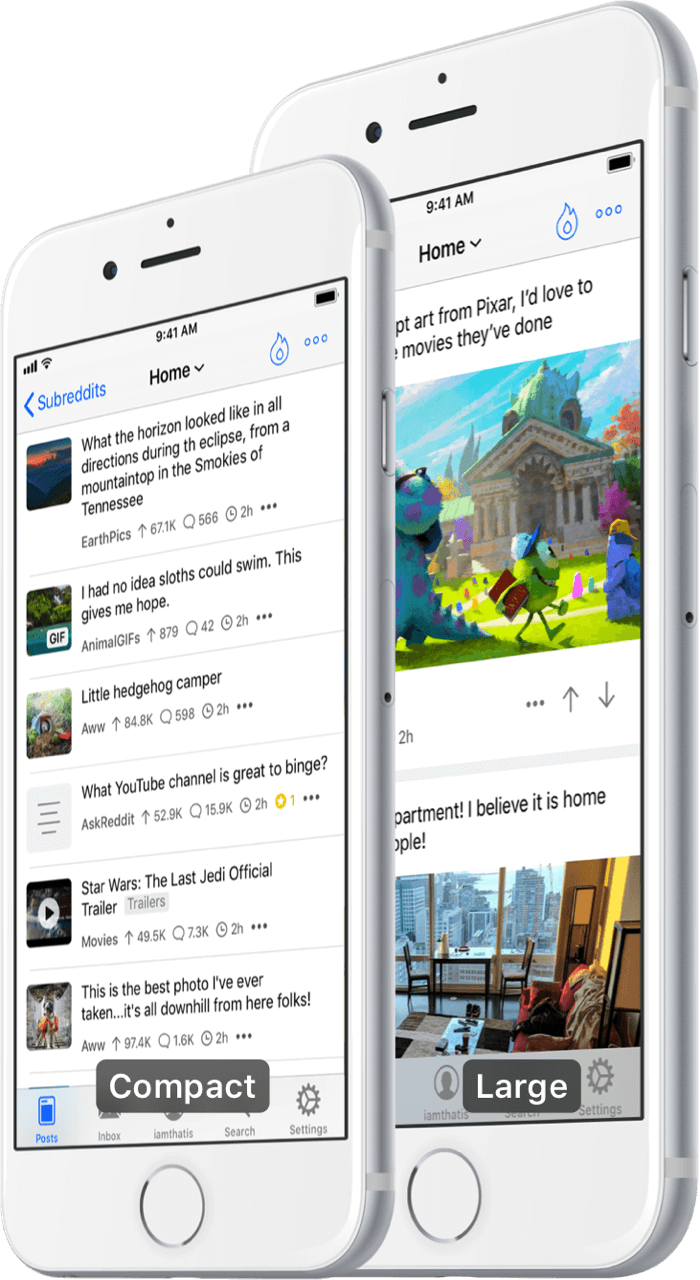 9:41 AM
Subreddits
Home
What the horizon looked like in all
directions during th eclipse, from a
mountaintop in the Smokies of
Tennessee
EarthPics 67.1K 566 2h •••
I had no idea sloths could swim. This
gives me hope.
GIF
AnimalGIFs 879 42 2h •••
Little hedgehog camper
Aww 84.8K 598 2h •••
What YouTube channel is great to binge?
AskReddit 52.9K 15.9K 2h 1 •••
Star Wars: The Last Jedi Official
Trailer Trailers
Movies 49.5K 7.3K 2h •••
This is the best photo I've ever
taken...it's all downhill from here folks!
Aww 97.4K 1.6K 2h •••
Compact
Posts Inbox iamthatis Search Settings
9:41 AM
Home
pt art from Pixar, I'd love to
e movies they've done
2h
partment! I believe it is home
ople!
Large
iamthatis Search Settings